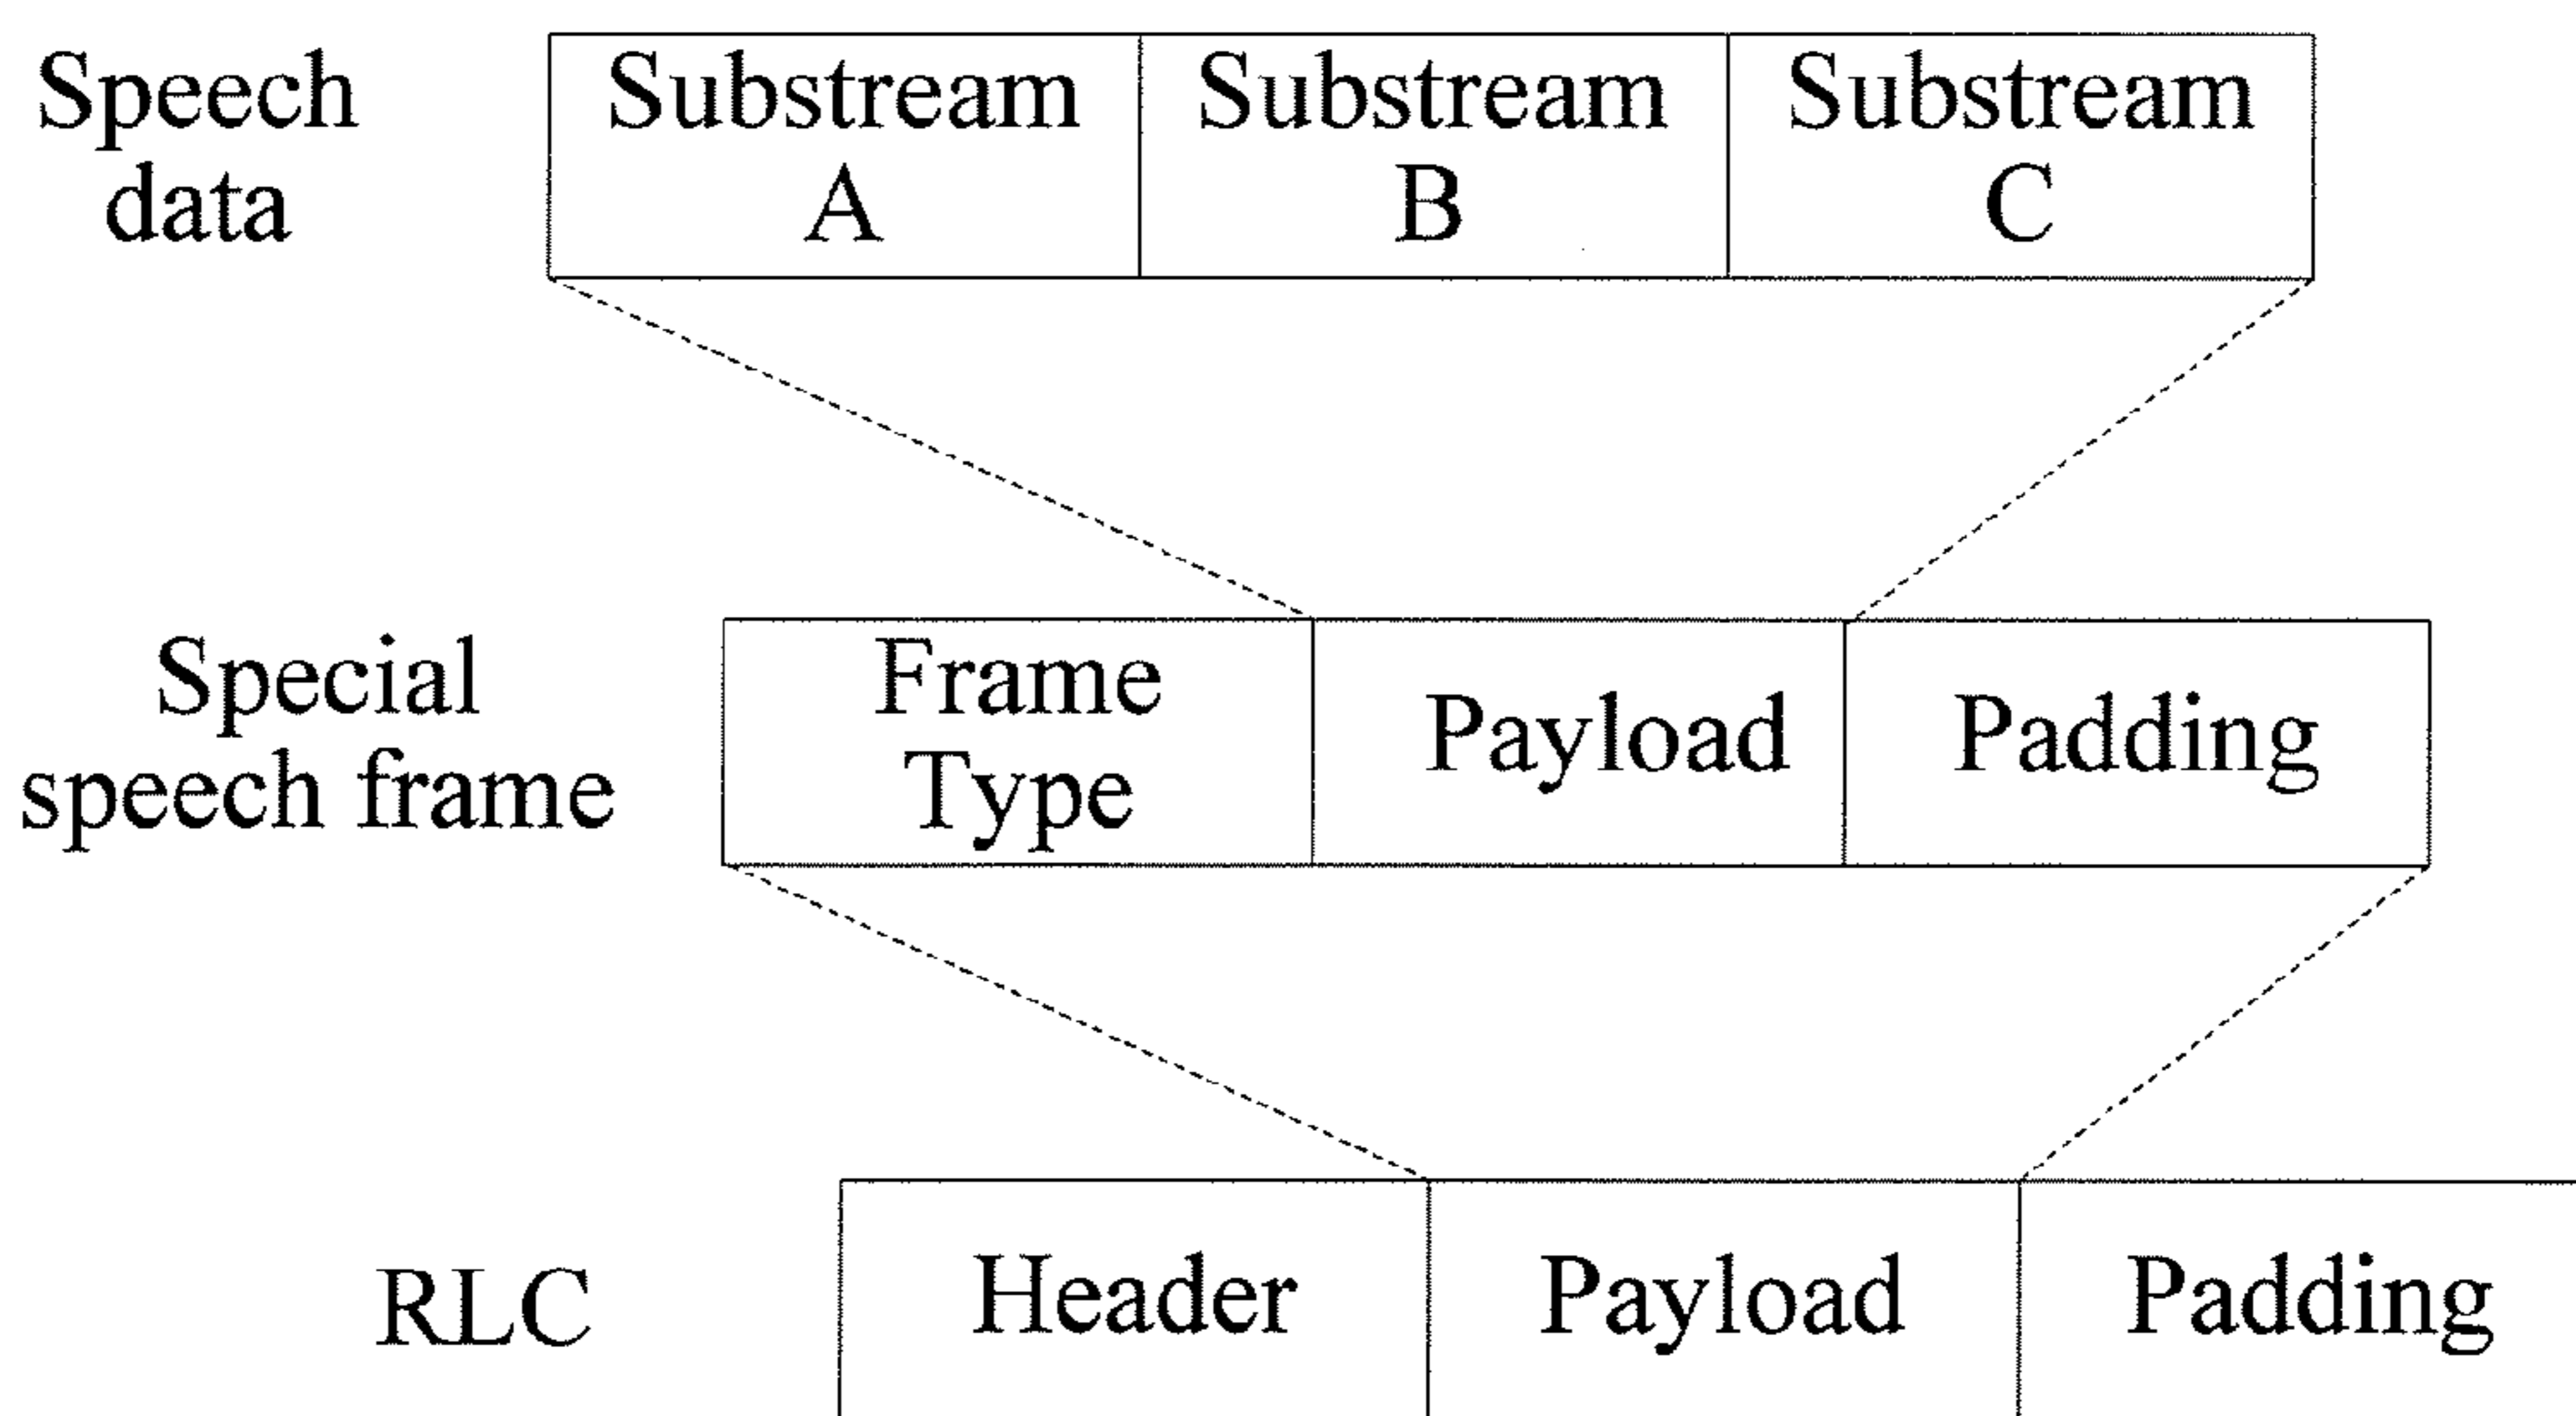 Speech
data
Substream
A
Substream
B
Substream
C
Special
speech frame
Frame
Type
Payload
Padding
RLC
Header
Payload
Padding